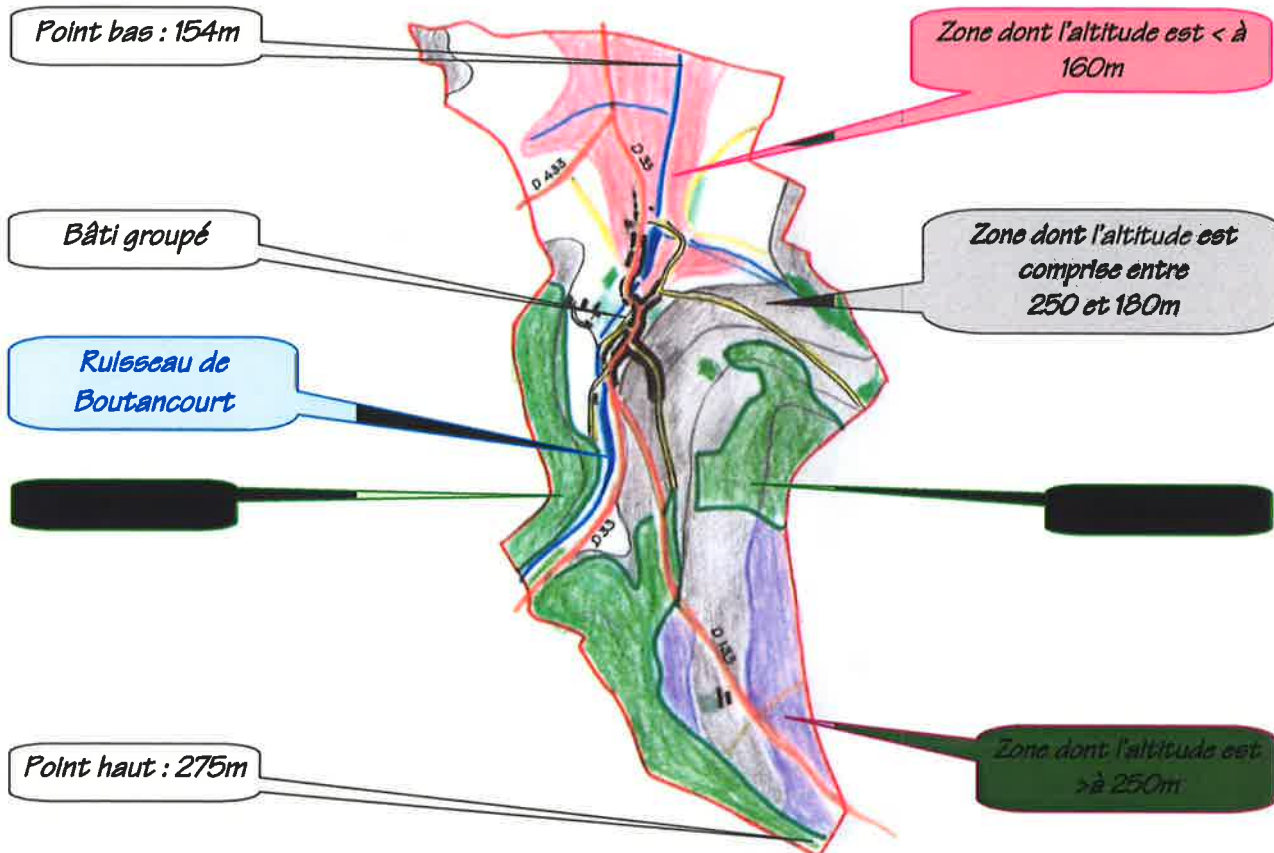 Point bas : 154m
Zone dont l'altitude est < à
160m
D 433
D 33
Bâti groupé
Zone dont l'altitude est
comprise entre
250 et 180m
Ruisseau de
Boutancourt
D 33
D 133
Zone dont l'altitude est
>à 250m
Point haut : 275m